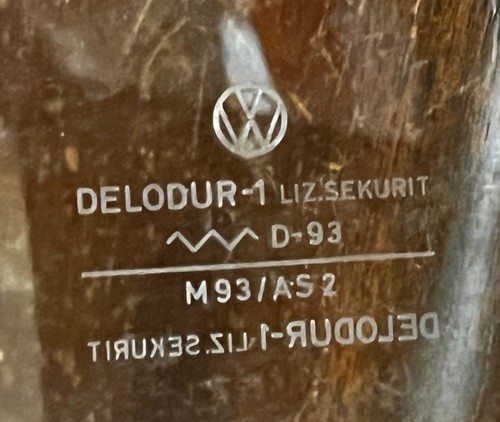 DELODUR-1 LIZ.SEKURIT
D-93
M93/AS2
DELODUR-1 LIZ.SEKURIT